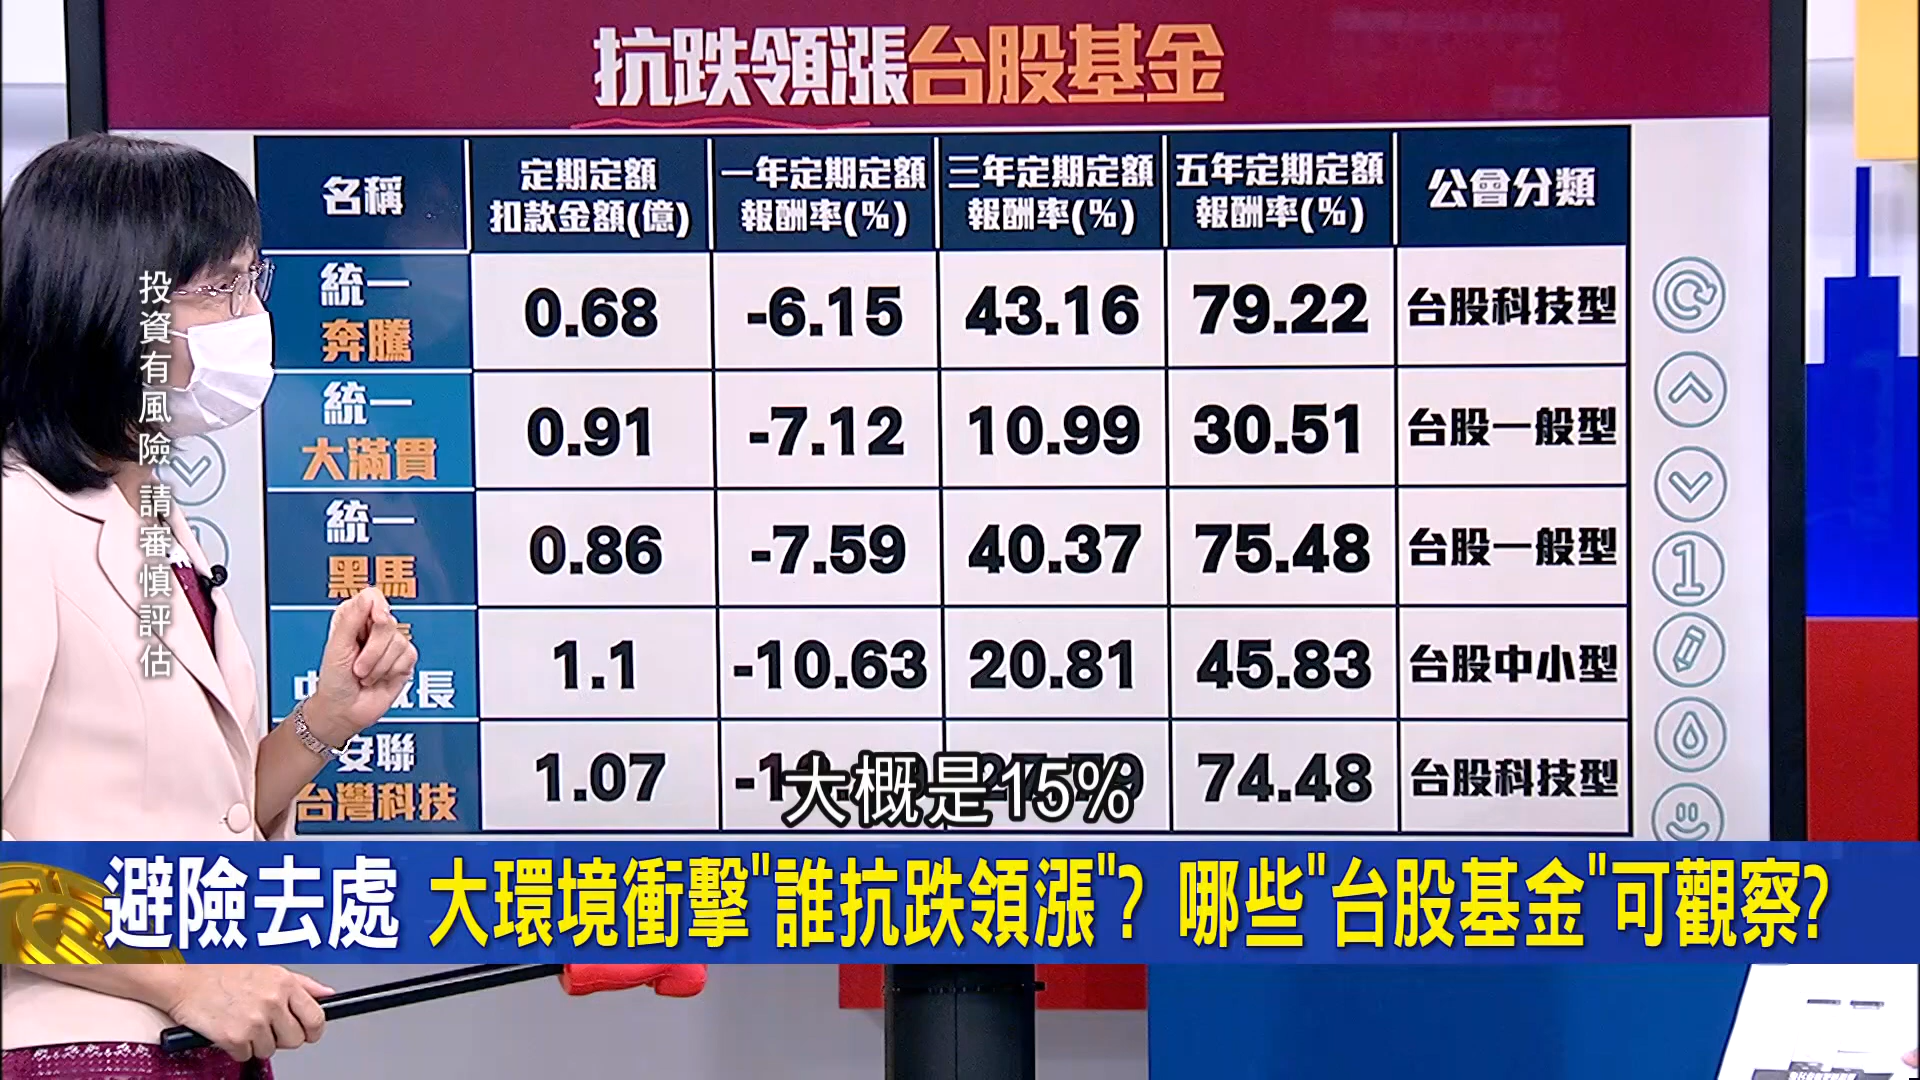 抗跌領漲台股基金
名稱 定期定額扣款金額(億) 一年定期定額報酬率(%) 三年定期定額報酬率(%) 五年定期定額報酬率(%) 公會分類
統一奔騰 0.68 -6.15 43.16 79.22 台股科技型
統一大滿貫 0.91 -7.12 10.99 30.51 台股一般型
統一黑馬 0.86 -7.59 40.37 75.48 台股一般型
長 1.1 -10.63 20.81 45.83 台股中小型
安聯台灣科技 1.07 74.48 台股科技型
投資有風險 請審慎評估
大概是15%
避險去處 大環境衝擊"誰抗跌領漲"? 哪些"台股基金"可觀察?